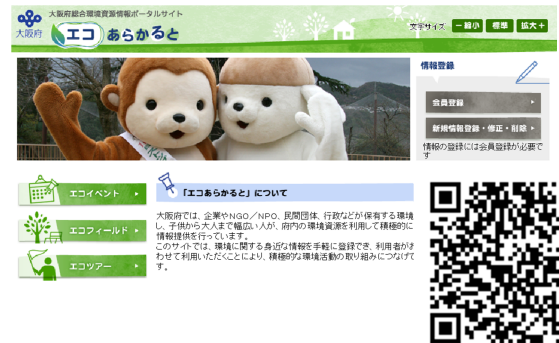 大阪府総合環境資源情報ポータルサイト
大阪府
エコ あらかると
文字サイズ －縮小 標準 拡大＋
情報登録
会員登録
新規情報登録・修正・削除
情報の登録には会員登録が必要で
す
エコイベント
エコフィールド
エコツアー
「エコあらかると」について
大阪府では、企業やNGO／NPO、民間団体、行政などが保有する環境
し、子供から大人まで幅広い人が、府内の環境資源を利用して積極的に
情報提供を行っています。
このサイトでは、環境に関する身近な情報を手軽に登録でき、利用者が
わせて利用いただくことにより、積極的な環境活動の取り組みにつなげて
す。